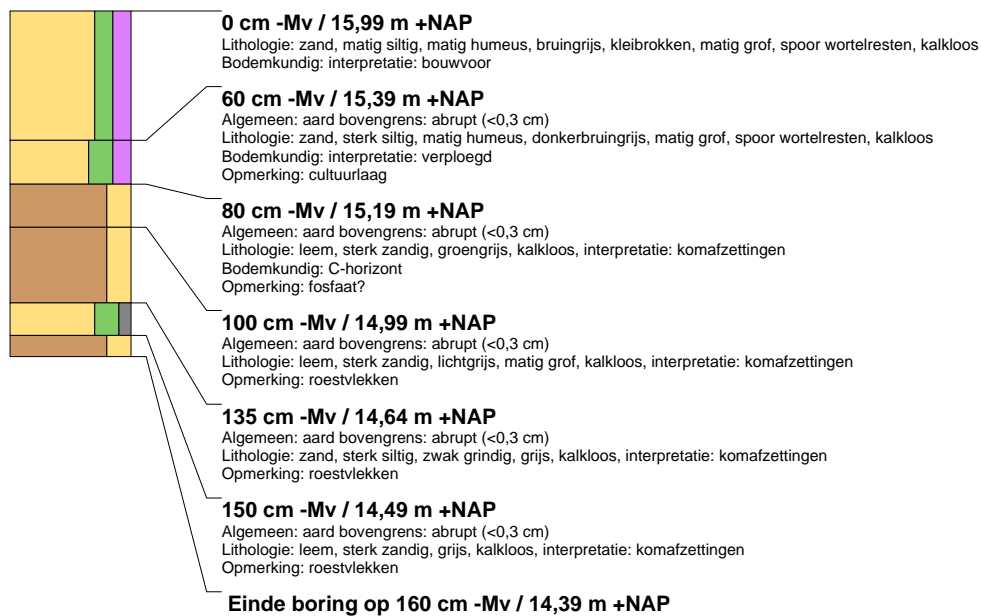 0 cm -Mv / 15,99 m +NAP
Lithologie: zand, matig siltig, matig humeus, bruingrijs, kleibrokken, matig grof, spoor wortelresten, kalkloos
Bodemkundig: interpretatie: bouwvoor
60 cm -Mv / 15,39 m +NAP
Algemeen: aard bovengrens: abrupt (<0,3 cm)
Lithologie: zand, sterk siltig, matig humeus, donkerbruingrijs, matig grof, spoor wortelresten, kalkloos
Bodemkundig: interpretatie: verploegd
Opmerking: cultuurlaag
80 cm -Mv / 15,19 m +NAP
Algemeen: aard bovengrens: abrupt (<0,3 cm)
Lithologie: leem, sterk zandig, groengrijs, kalkloos, interpretatie: komafzettingen
Bodemkundig: C-horizont
Opmerking: fosfaat?
100 cm -Mv / 14,99 m +NAP
Algemeen: aard bovengrens: abrupt (<0,3 cm)
Lithologie: leem, sterk zandig, lichtgrijs, matig grof, kalkloos, interpretatie: komafzettingen
Opmerking: roestvlekken
135 cm -Mv / 14,64 m +NAP
Algemeen: aard bovengrens: abrupt (<0,3 cm)
Lithologie: zand, sterk siltig, zwak grindig, grijs, kalkloos, interpretatie: komafzettingen
Opmerking: roestvlekken
150 cm -Mv / 14,49 m +NAP
Algemeen: aard bovengrens: abrupt (<0,3 cm)
Lithologie: leem, sterk zandig, grijs, kalkloos, interpretatie: komafzettingen
Opmerking: roestvlekken
Einde boring op 160 cm -Mv / 14,39 m +NAP